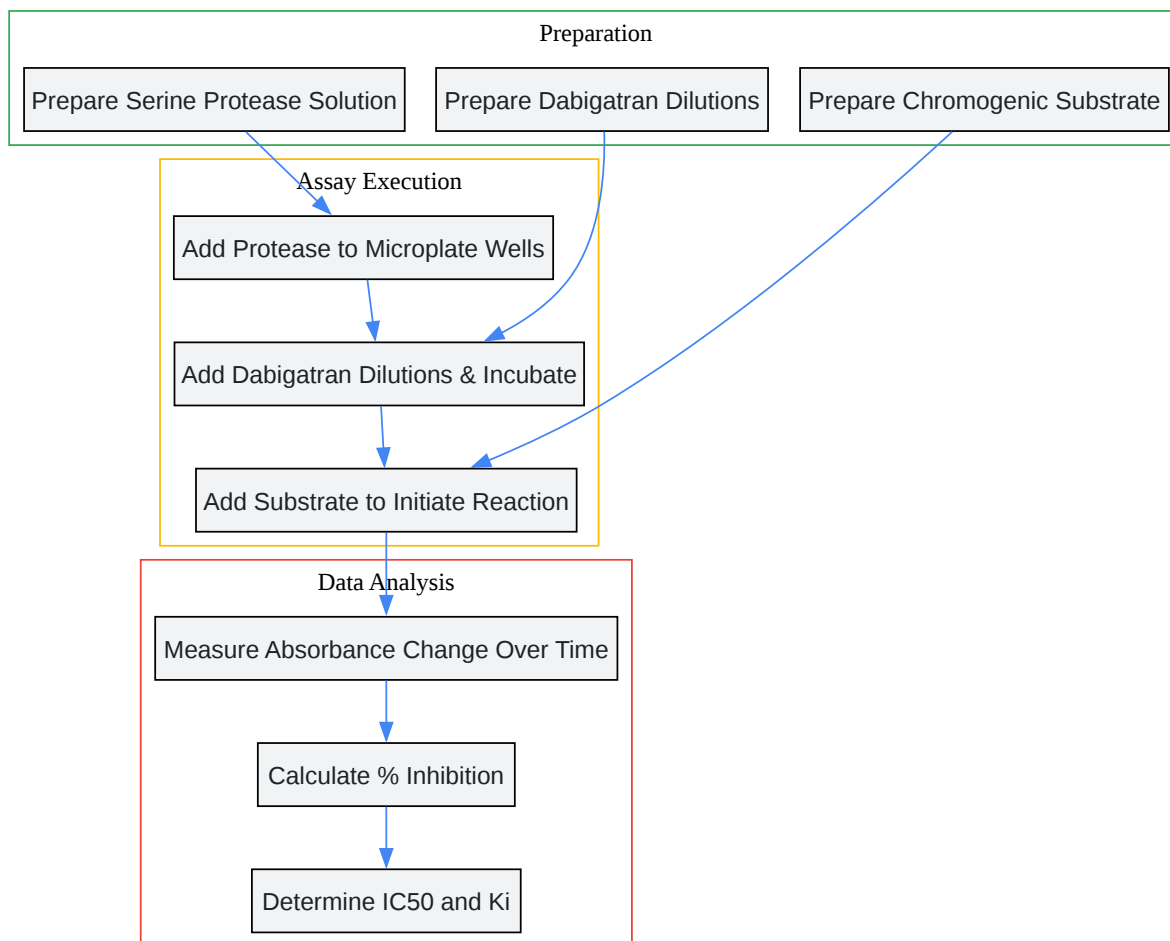 Preparation
Prepare Serine Protease Solution
Prepare Dabigatran Dilutions
Prepare Chromogenic Substrate
Assay Execution
Add Protease to Microplate Wells
Add Dabigatran Dilutions & Incubate
Add Substrate to Initiate Reaction
Data Analysis
Measure Absorbance Change Over Time
Calculate % Inhibition
Determine IC50 and Ki